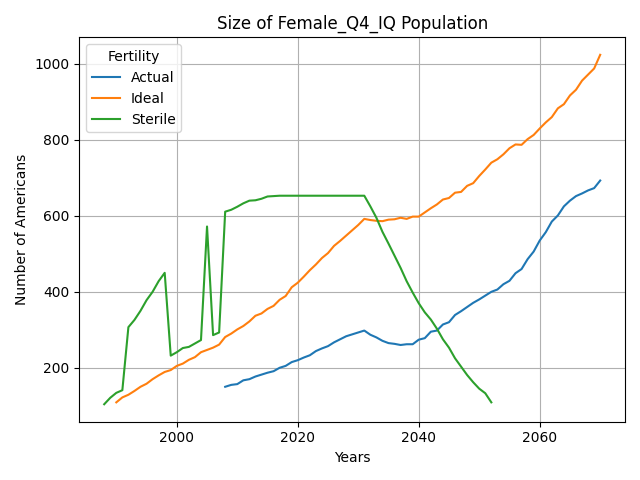 Size of Female_Q4_IQ Population
Fertility
Actual
Ideal
Sterile
Number of Americans
1000
800
600
400
200
2000
2020
2040
2060
Years